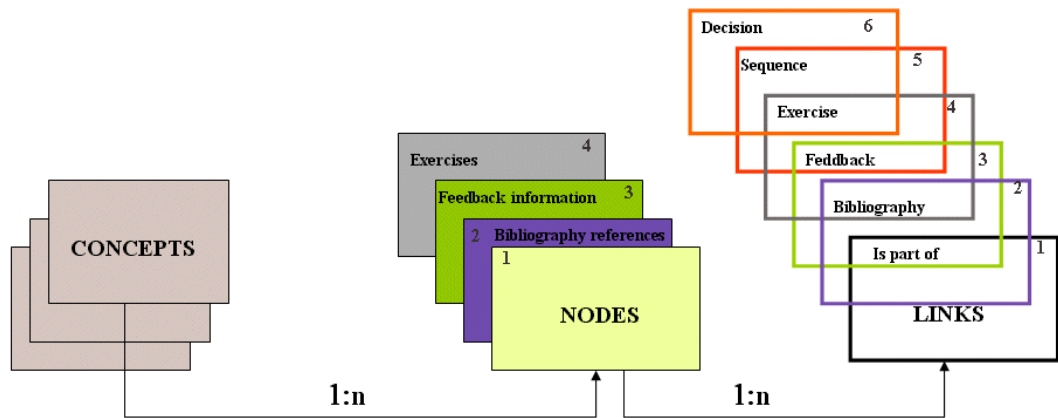 Decision 6
Sequence 5
Exercise 4
Feddback 3
Bibliography 2
Is part of 1
LINKS
Exercises 4
Feedback information 3
2 Bibliography references
1
NODES
CONCEPTS
1:n
1:n